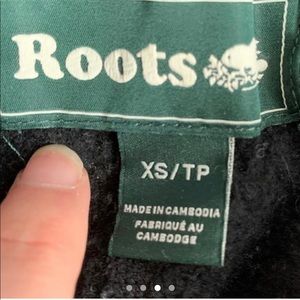 Roots
XS/TP
MADE IN CAMBODIA
FABRIQUÉ AU
CAMBODGE